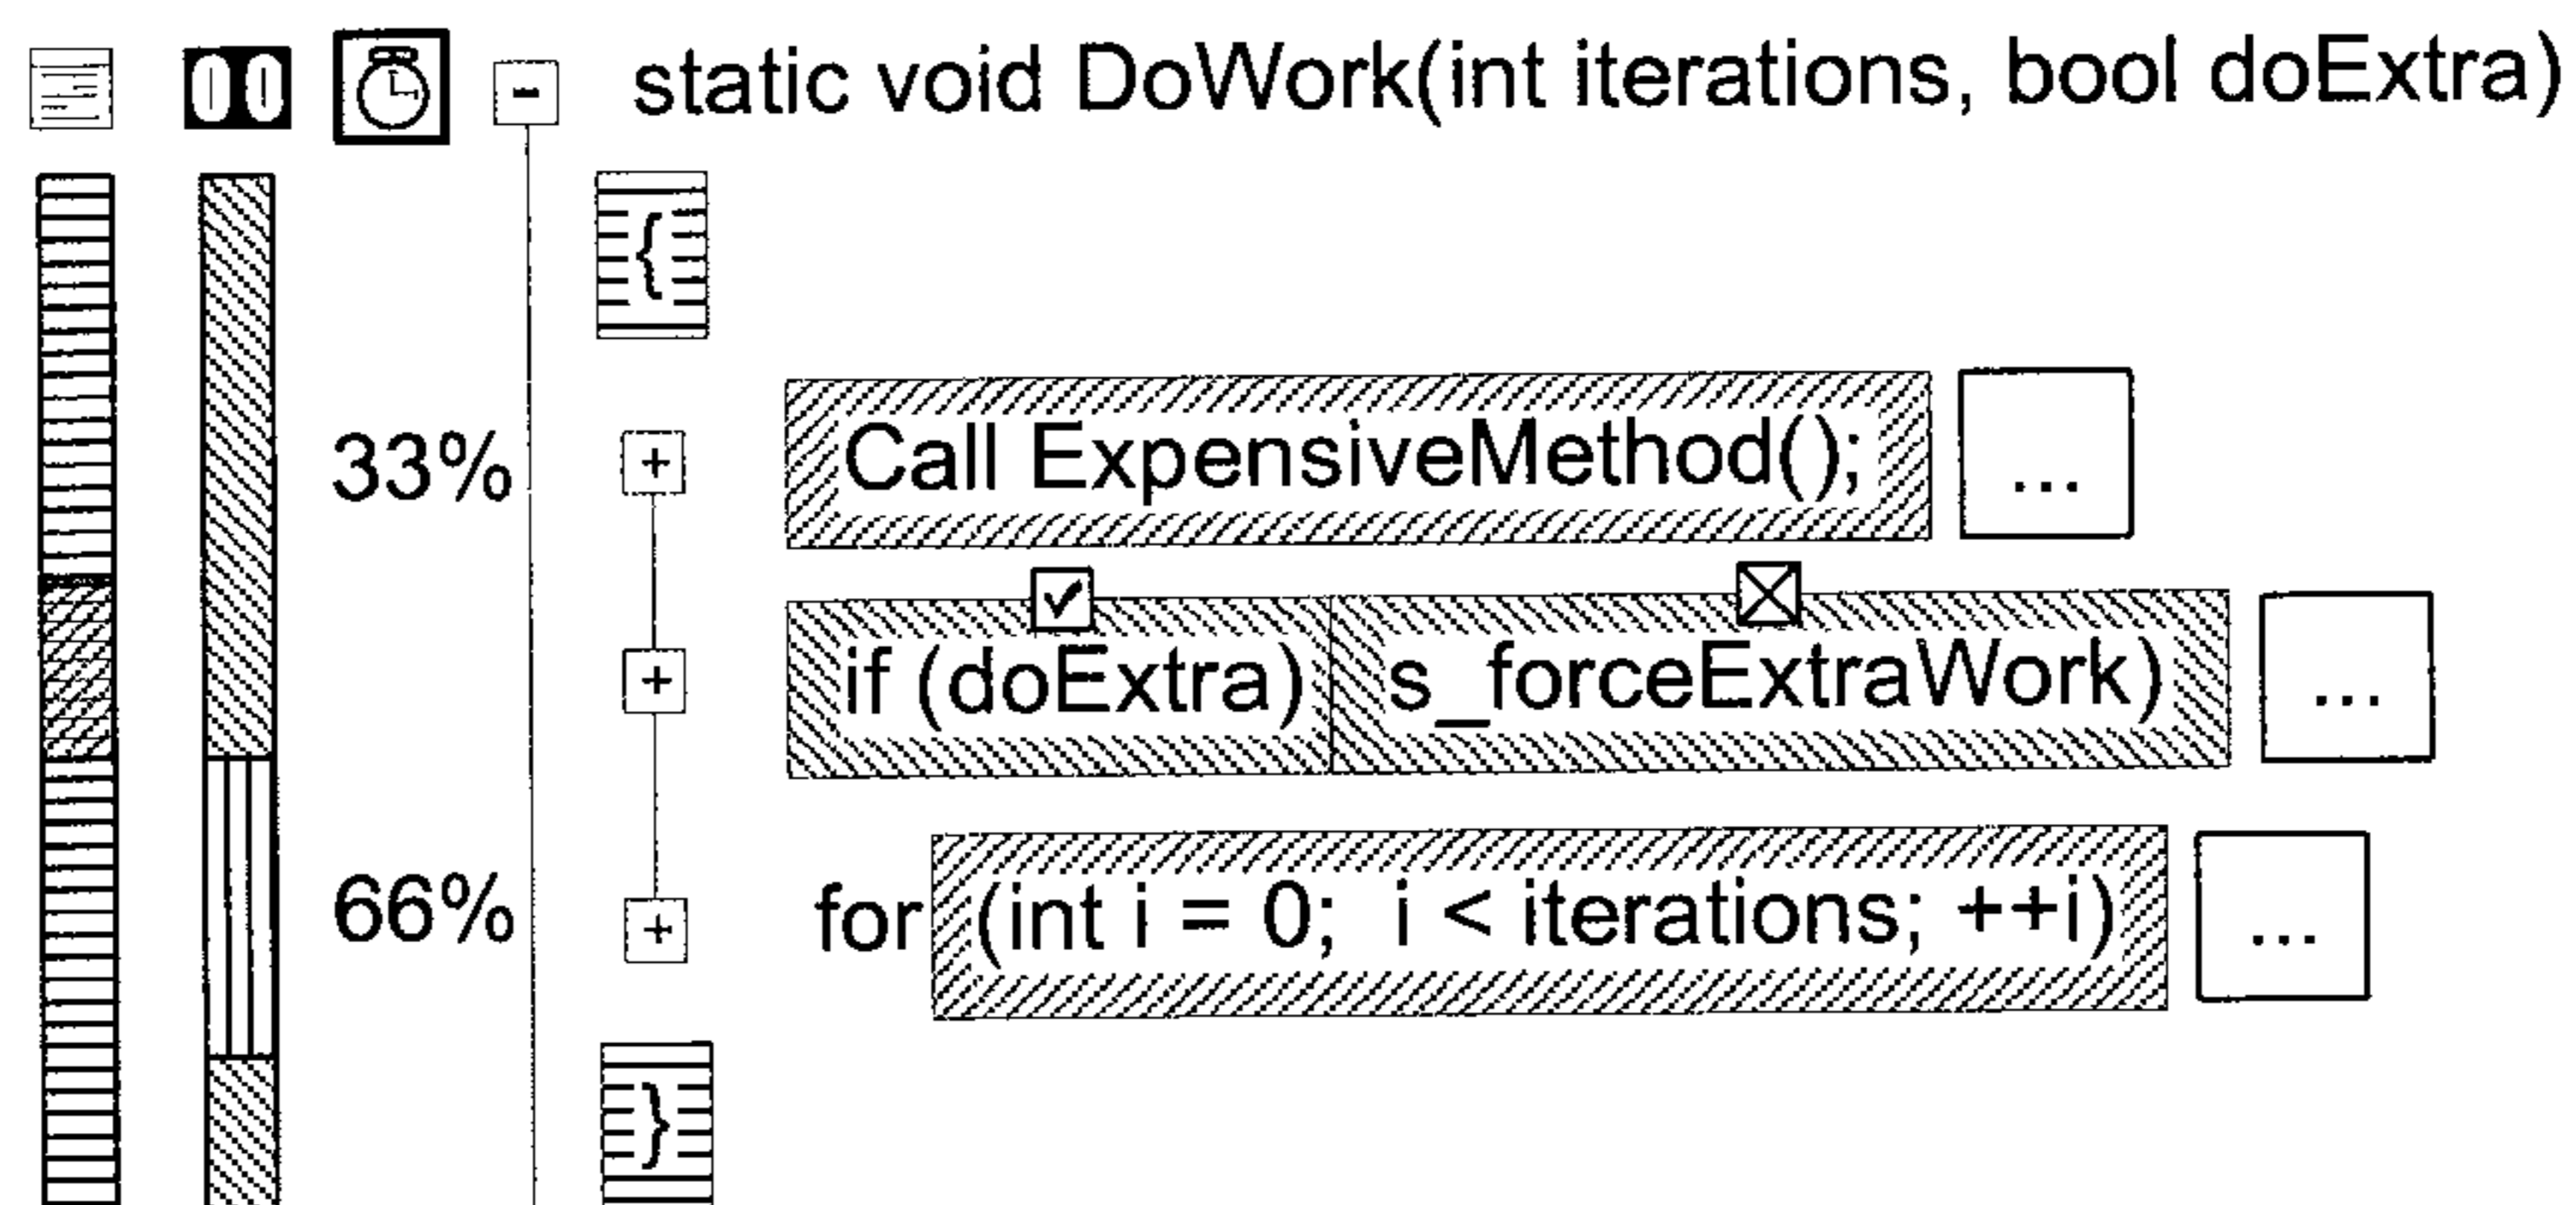 static void DoWork(int iterations, bool doExtra)
{
33% + Call ExpensiveMethod(); ...
+ if (doExtra) s_forceExtraWork) ...
66% + for (int i = 0; i < iterations; ++i) ...
}